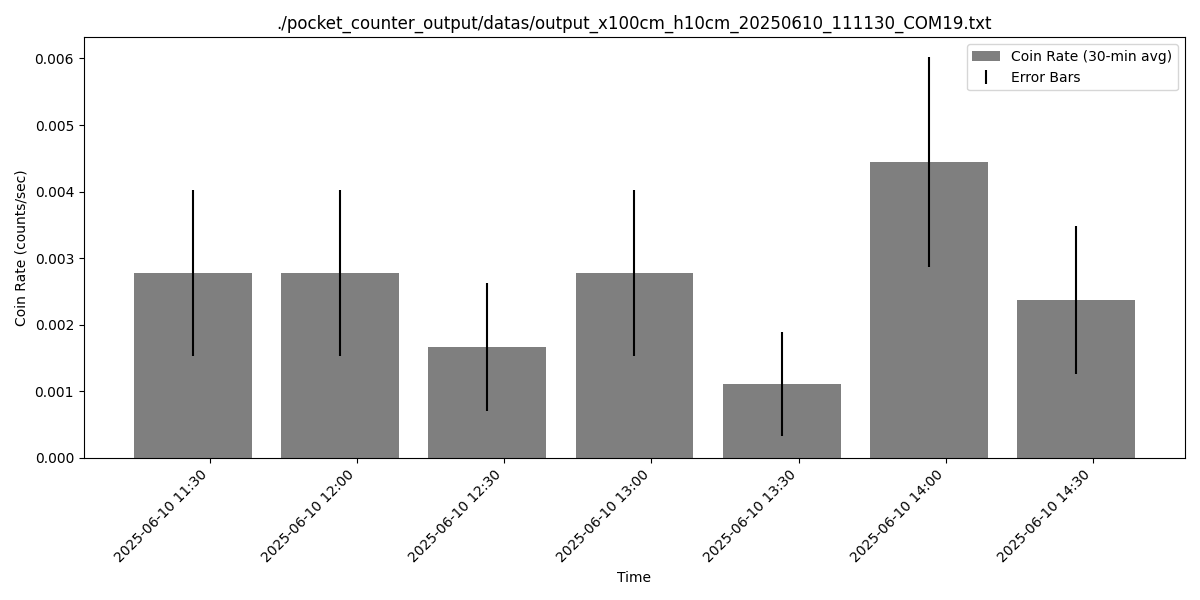 ./pocket_counter_output/datas/output_x100cm_h10cm_20250610_111130_COM19.txt
Coin Rate (30-min avg)
Error Bars
Coin Rate (counts/sec)
0.006
0.005
0.004
0.003
0.002
0.001
0.000
2025-06-10 11:30
2025-06-10 12:00
2025-06-10 12:30
2025-06-10 13:00
2025-06-10 13:30
2025-06-10 14:00
2025-06-10 14:30
Time